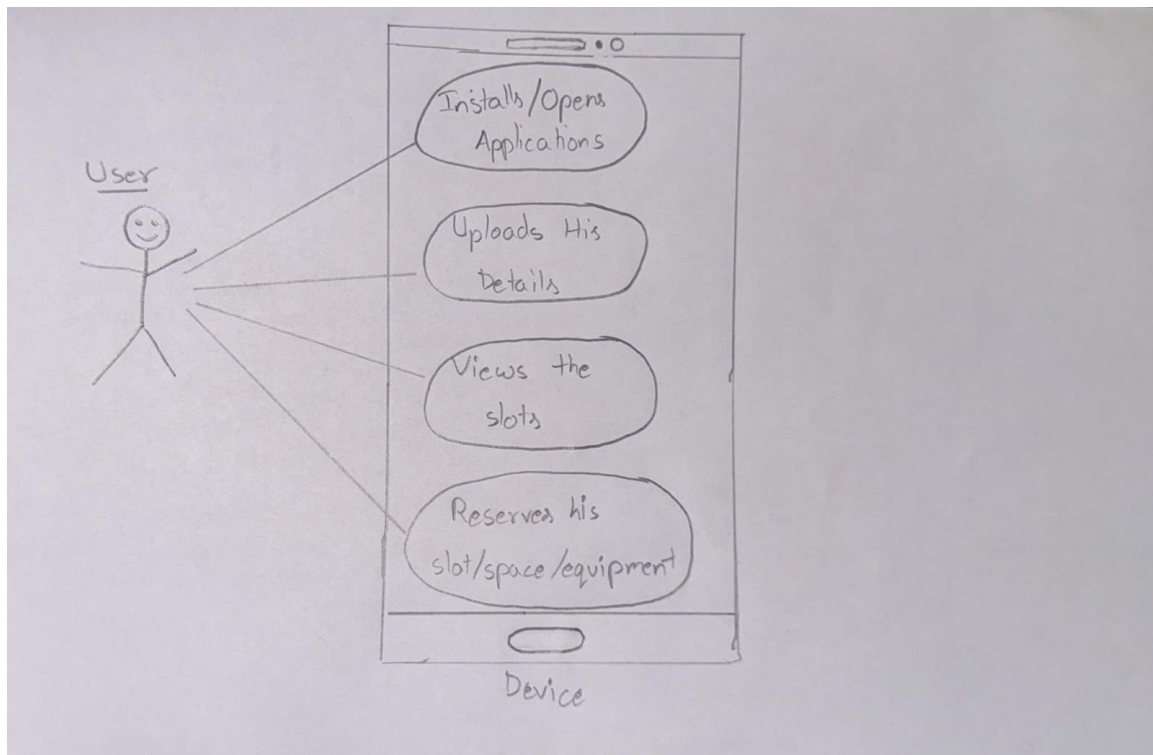 User
Installs/Opens
Applications
Uploads His
Details
Views the
slots
Reserves his
slot/space/equipment
Device